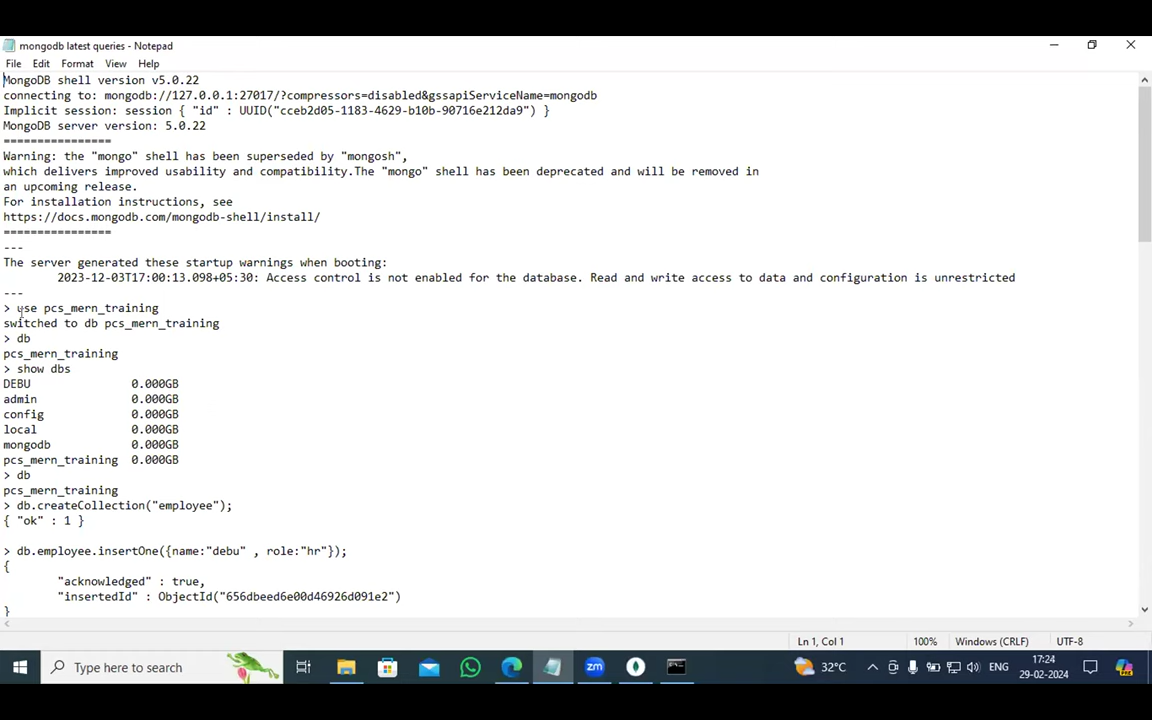 mongodb latest queries - Notepad
File Edit Format View Help
MongoDB shell version v5.0.22
connecting to: mongodb://127.0.0.1:27017/?compressors=disabled&gssapiServiceName=mongodb
Implicit session: session { "id" : UUID("cceb2d05-1183-4629-b10b-90716e212da9") }
MongoDB server version: 5.0.22
================
Warning: the "mongo" shell has been superseded by "mongosh",
which delivers improved usability and compatibility.The "mongo" shell has been deprecated and will be removed in
an upcoming release.
For installation instructions, see
https://docs.mongodb.com/mongodb-shell/install/
================
---
The server generated these startup warnings when booting:
2023-12-03T17:00:13.098+05:30: Access control is not enabled for the database. Read and write access to data and configuration is unrestricted
---
> use pcs_mern_training
switched to db pcs_mern_training
> db
pcs_mern_training
> show dbs
DEBU 0.000GB
admin 0.000GB
config 0.000GB
local 0.000GB
mongodb 0.000GB
pcs_mern_training 0.000GB
> db
pcs_mern_training
> db.createCollection("employee");
{ "ok" : 1 }
> db.employee.insertOne({name:"debu" , role:"hr"});
{
"acknowledged" : true,
"insertedId" : ObjectId("656dbeed6e00d46926d091e2")
}
Ln 1, Col 1 100% Windows (CRLF) UTF-8
Type here to search zm 32°C ENG 17:24
29-02-2024